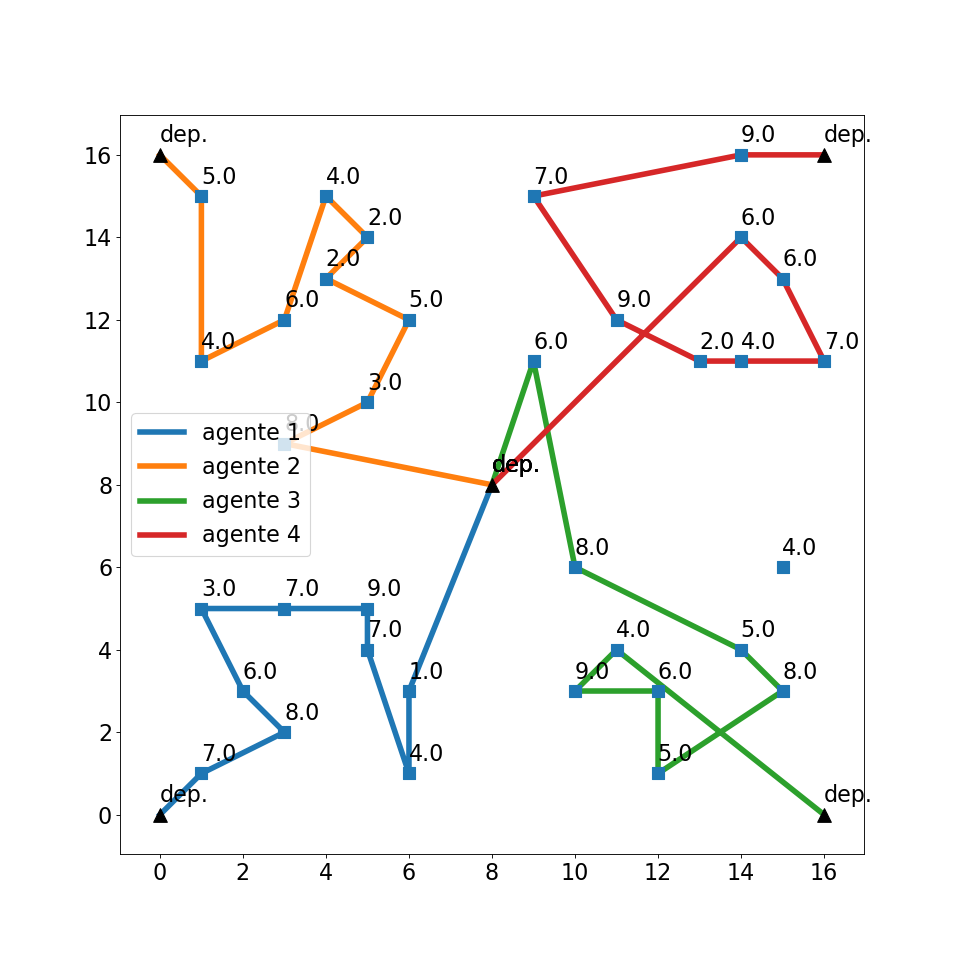 9.0
dep. dep.
16
5.0 4.0 7.0
2.0 6.0
14
2.0 6.0
6.0 5.0 9.0
12
4.0 6.0 2.0 4.0 7.0
3.0
10
8.0
agente 1
agente 2
dep.
8
agente 3
agente 4
8.0 4.0
6
3.0 7.0 9.0
7.0 4.0 5.0
4
6.0 1.0 9.0 6.0 8.0
8.0
2
7.0 4.0 5.0
dep. dep.
0
0 2 4 6 8 10 12 14 16